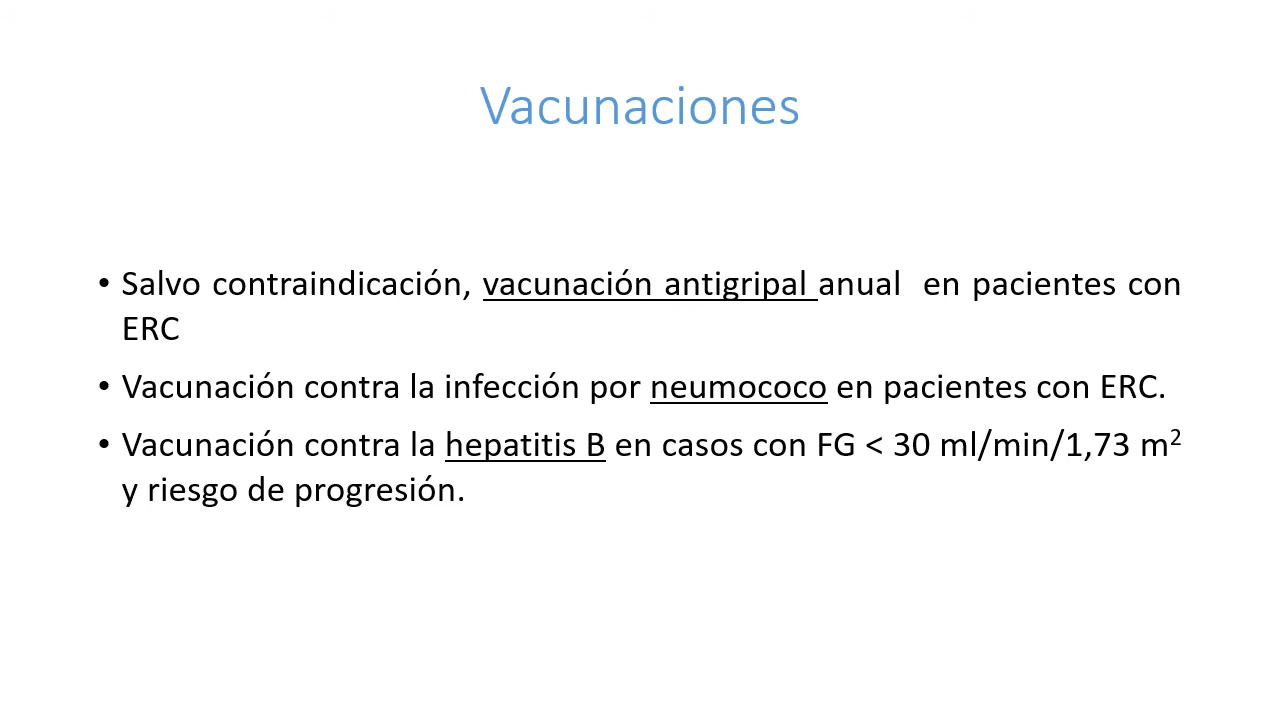 Vacunaciones
• Salvo contraindicación, vacunación antigripal anual  en pacientes con
ERC
• Vacunación contra la infección por neumococo en pacientes con ERC.
• Vacunación contra la hepatitis B en casos con FG < 30 ml/min/1,73 m²
y riesgo de progresión.